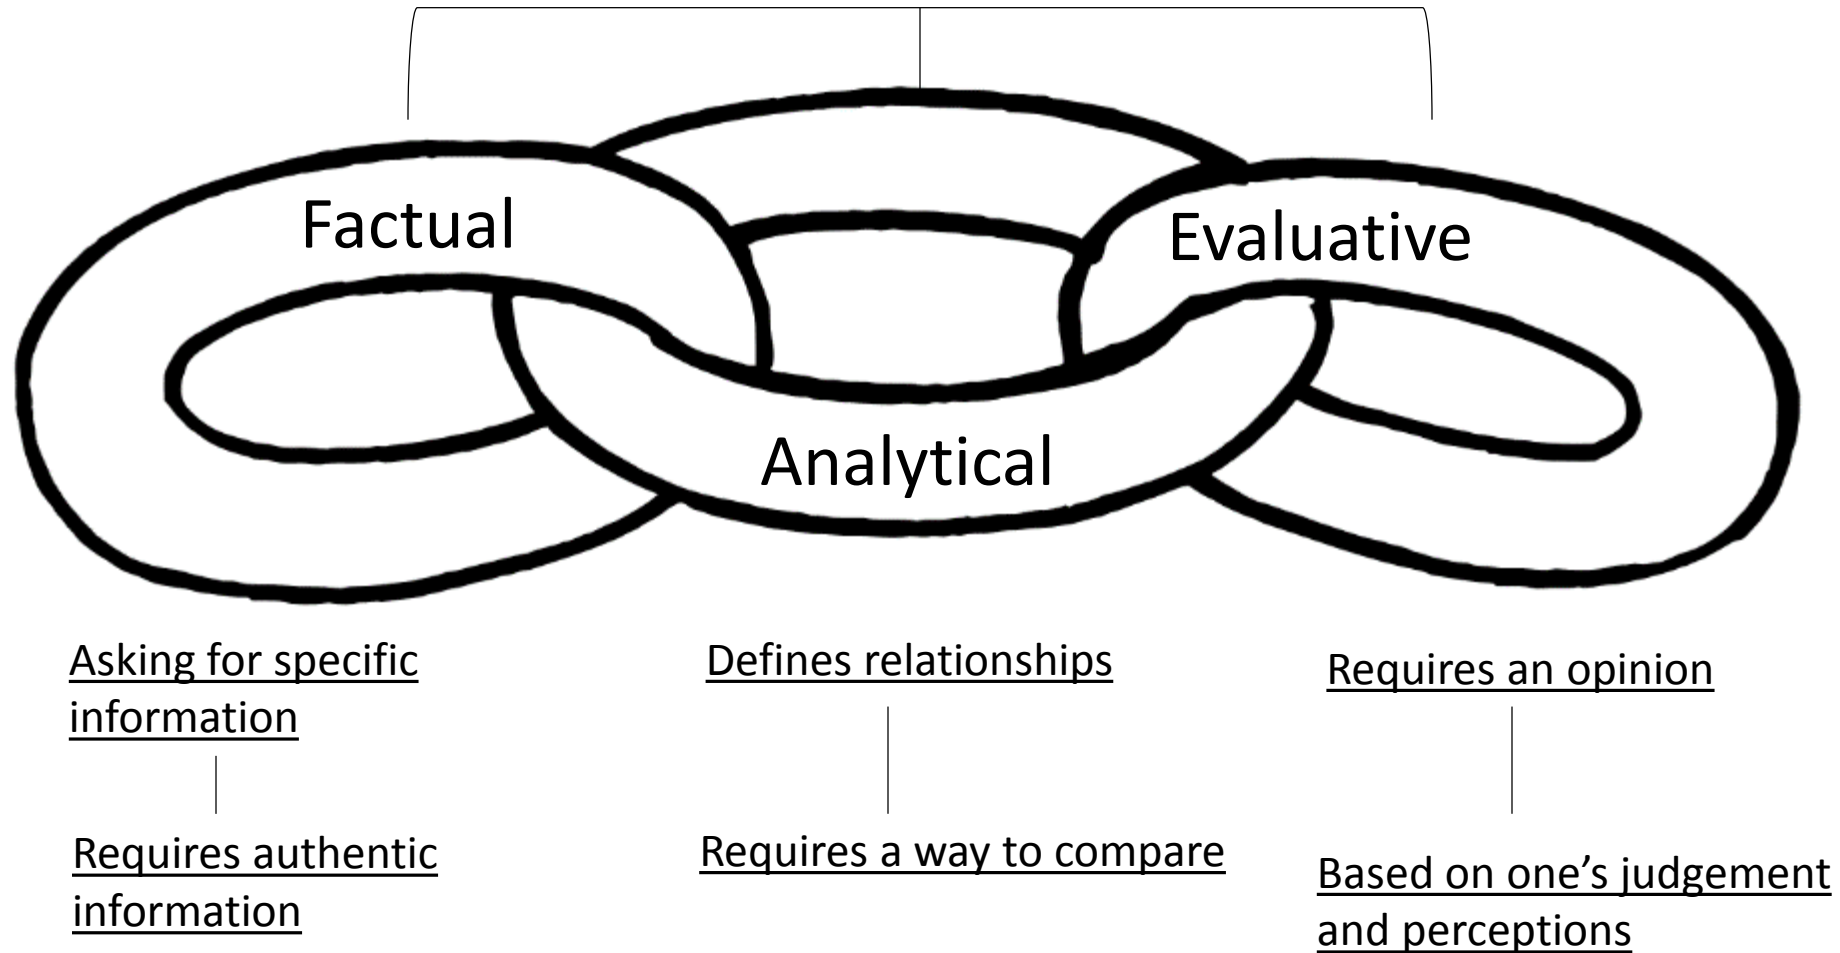 Factual
Evaluative
Analytical
Asking for specific
information
Defines relationships
Requires an opinion
Requires authentic
information
Requires a way to compare
Based on one’s judgement
and perceptions